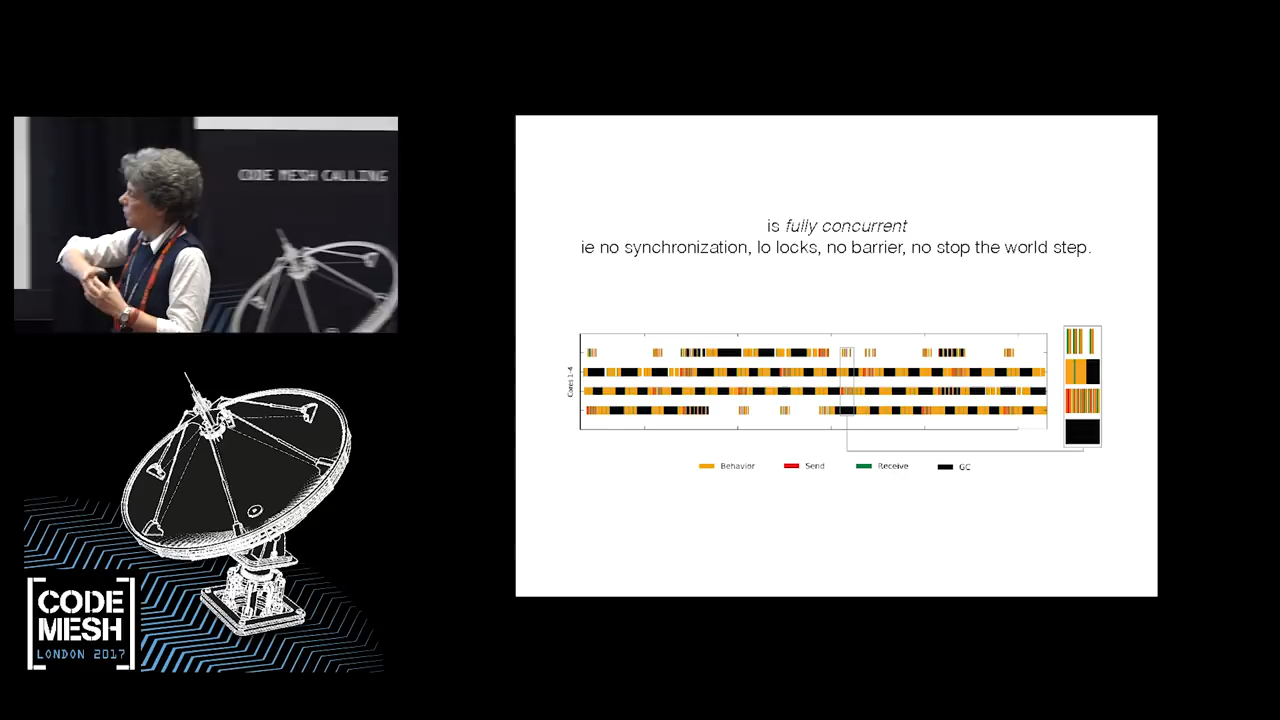 CODE MESH CALLING
is fully concurrent
ie no synchronization, lo locks, no barrier, no stop the world step.
Cores 1-4
Behavior
Send
Receive
GC
[CODE
MESH]
LONDON 2017